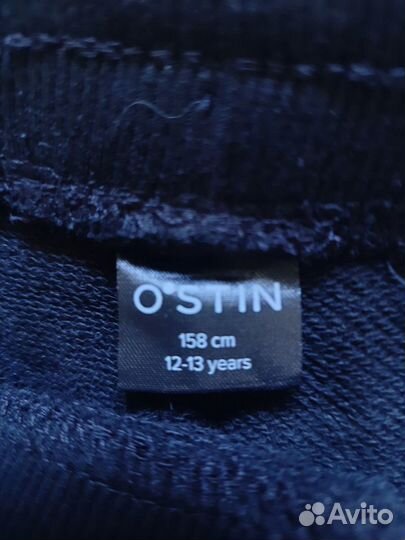 O'STIN
158 cm
12-13 years
Avito